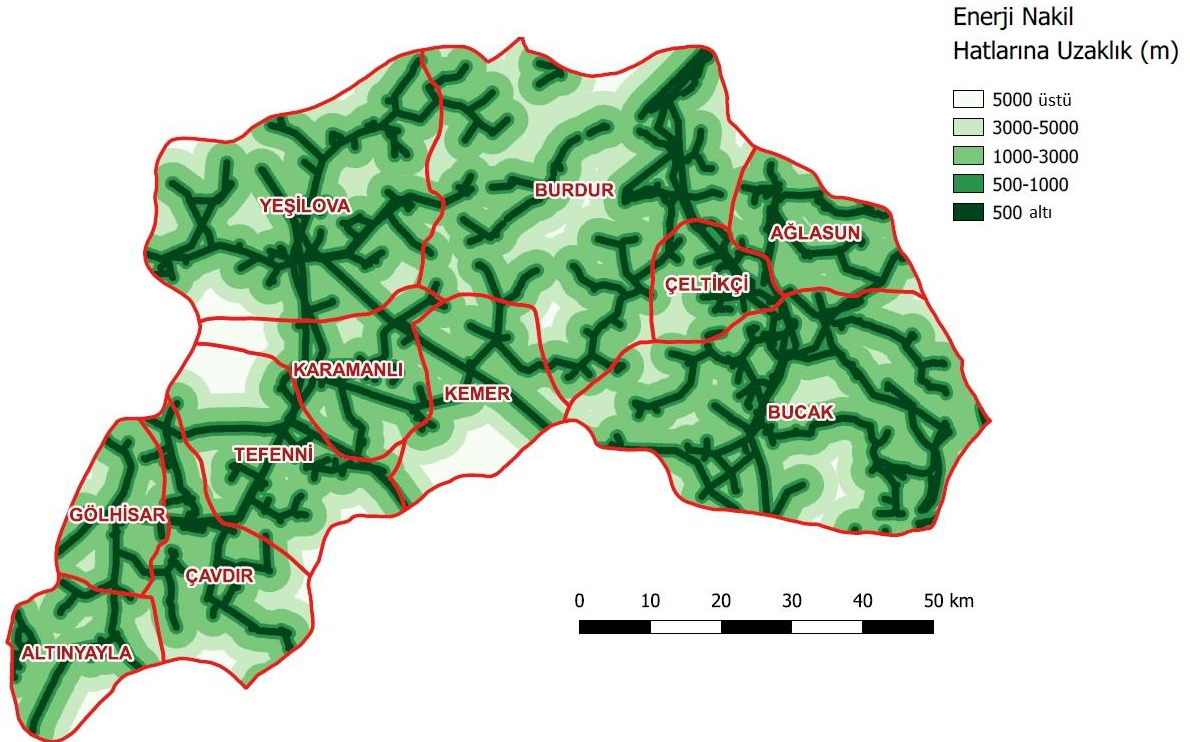 Enerji Nakil
Hatlarına Uzaklık (m)
5000 üstü
3000-5000
1000-3000
500-1000
500 altı
YEŞİLOVA
BURDUR
AĞLASUN
ÇELTİKÇİ
KARAMANLI
KEMER
BUCAK
TEFENNİ
GÖLHİSAR
ÇAVDIR
ALTINYAYLA
0 10 20 30 40 50 km